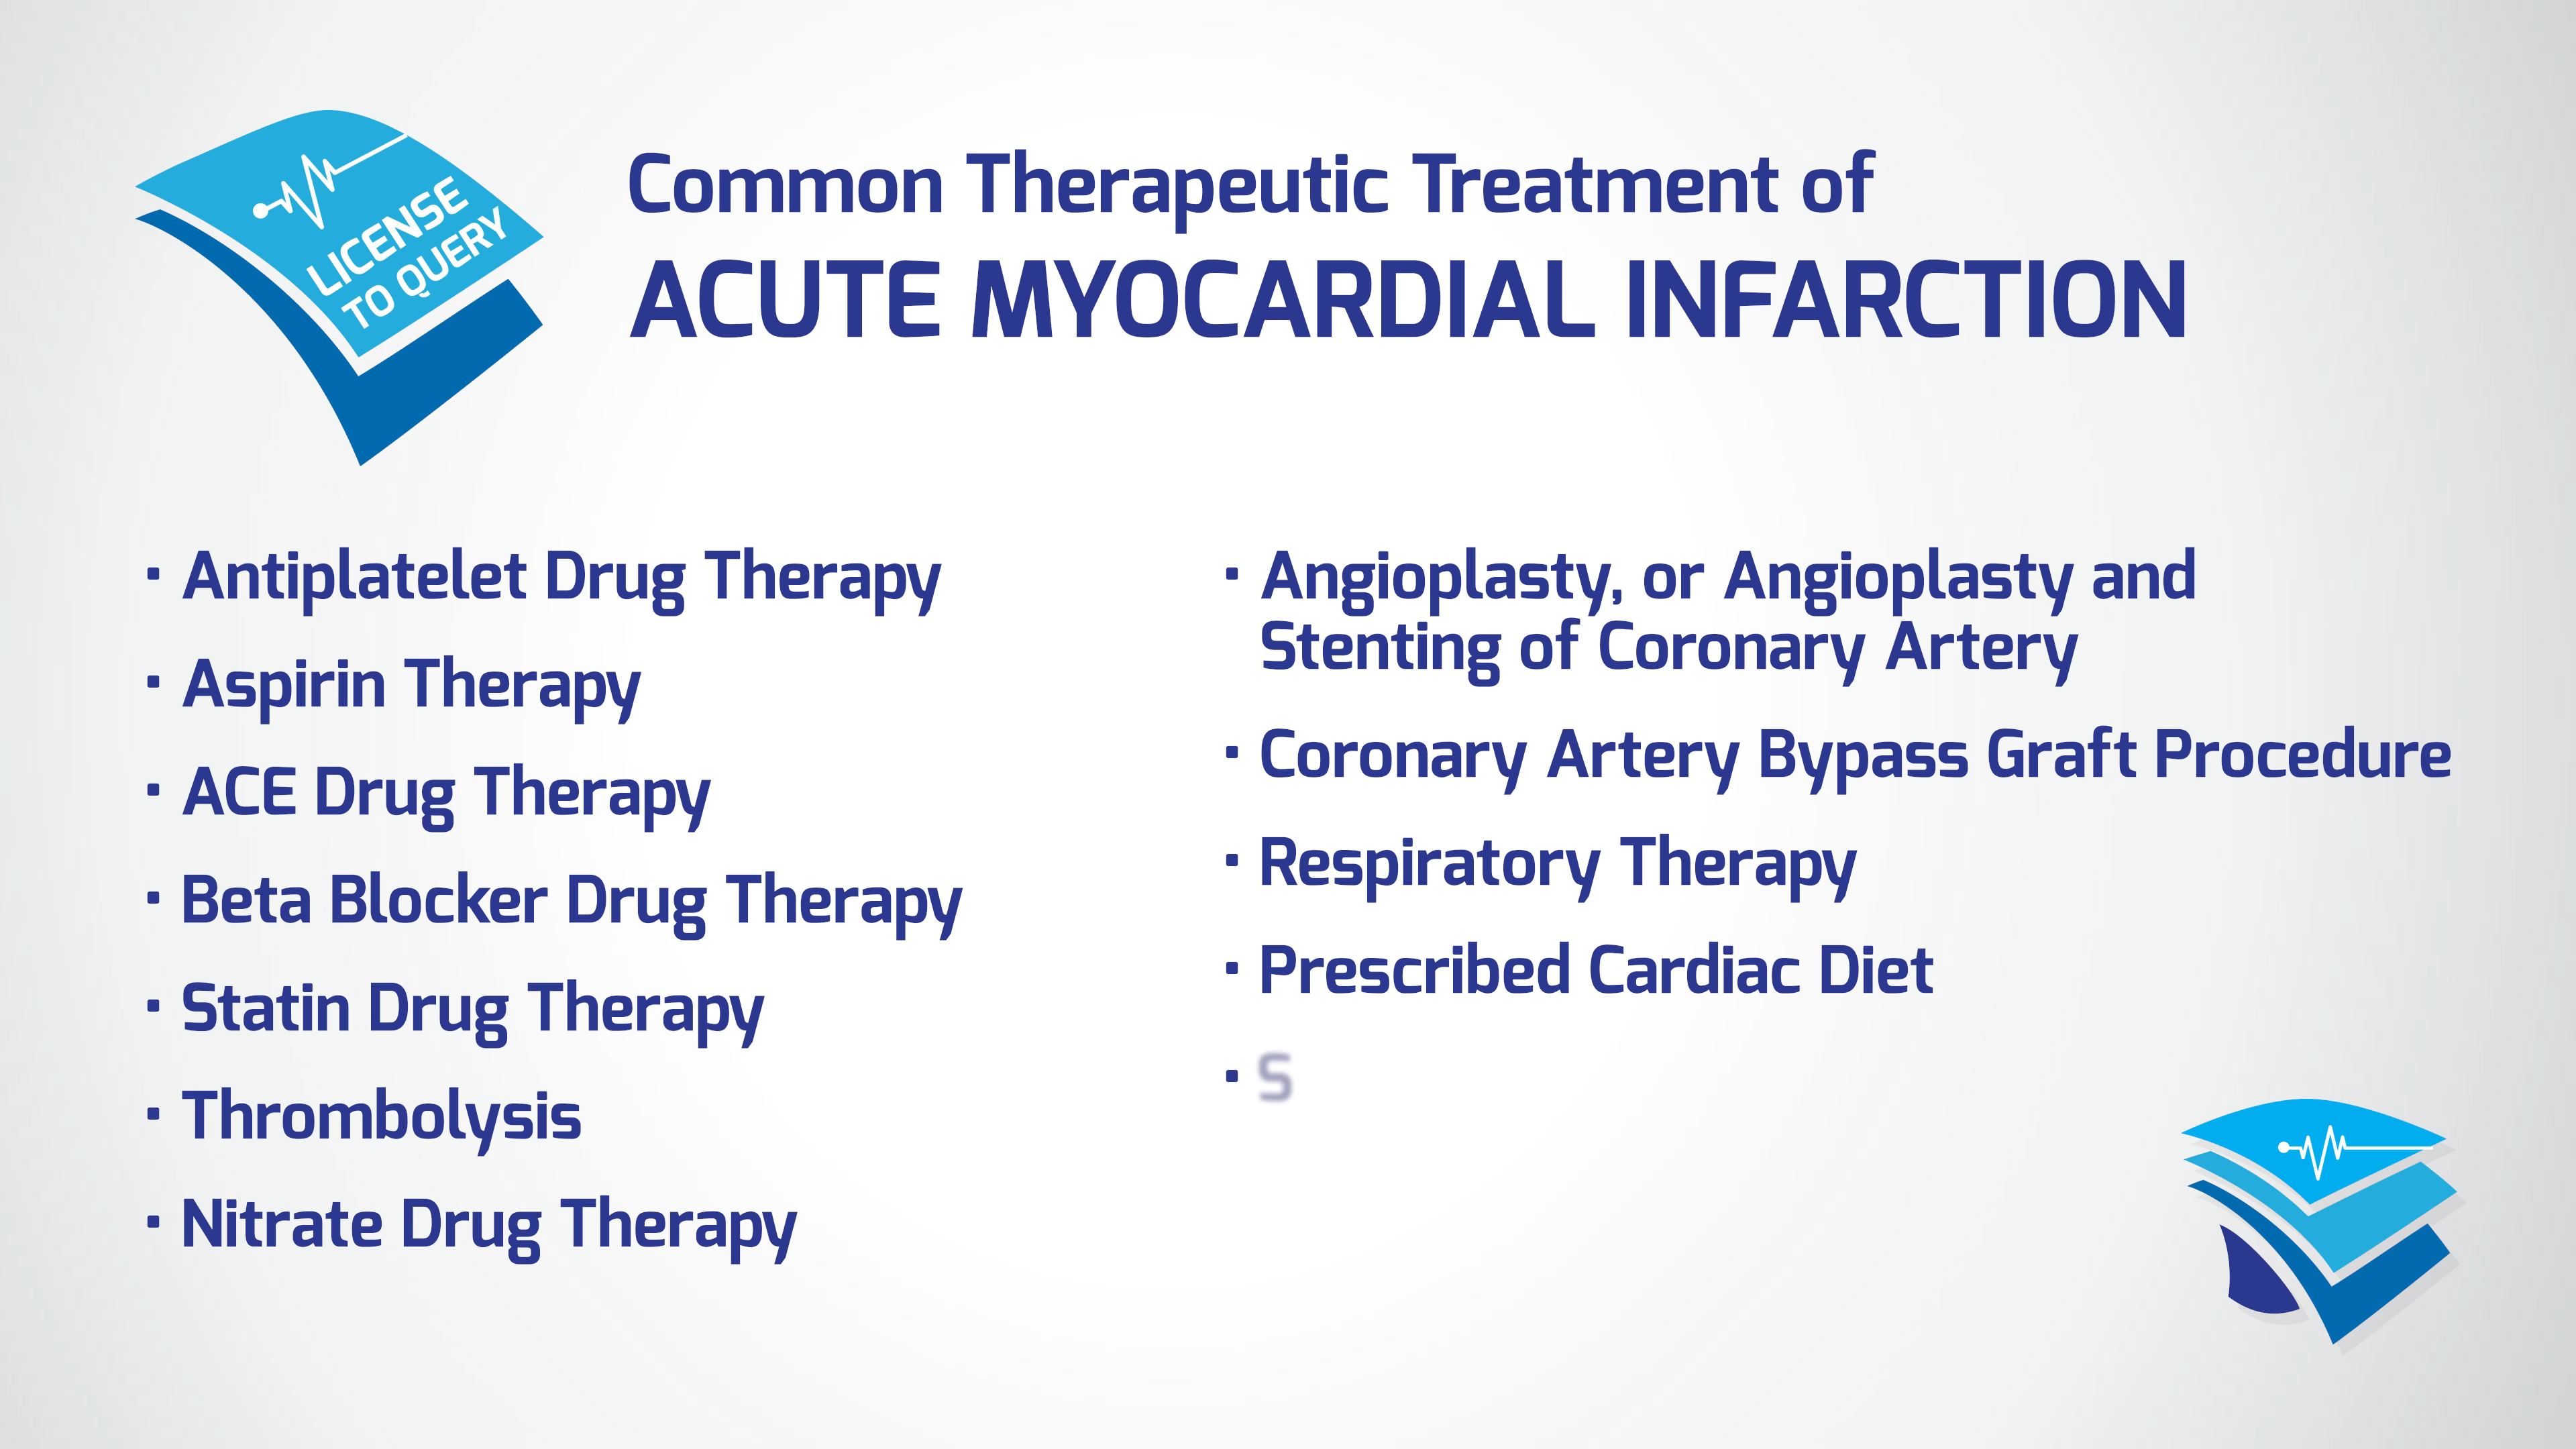 LICENSE
TO QUERY
Common Therapeutic Treatment of
ACUTE MYOCARDIAL INFARCTION
· Antiplatelet Drug Therapy
· Aspirin Therapy
· ACE Drug Therapy
· Beta Blocker Drug Therapy
· Statin Drug Therapy
· Thrombolysis
· Nitrate Drug Therapy
· Angioplasty, or Angioplasty and
Stenting of Coronary Artery
· Coronary Artery Bypass Graft Procedure
· Respiratory Therapy
· Prescribed Cardiac Diet
· S